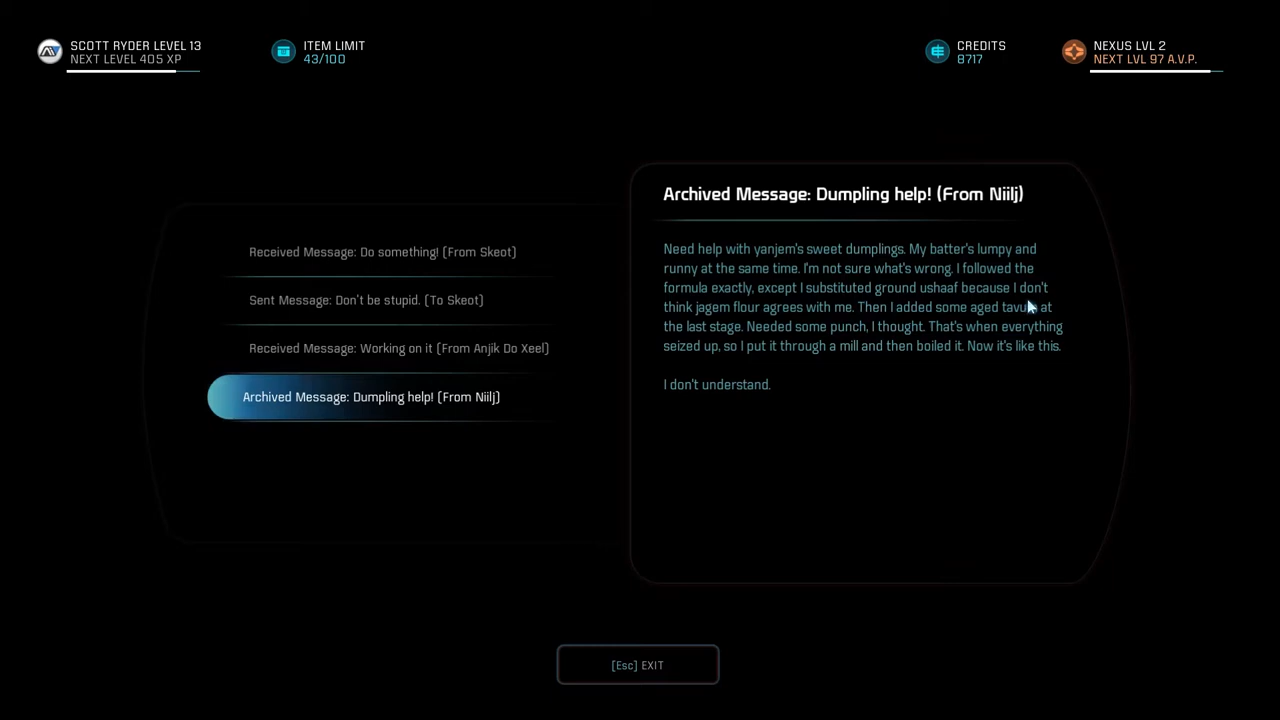 SCOTT RYDER LEVEL 13
NEXT LEVEL 405 XP
ITEM LIMIT
43/100
CREDITS
8717
NEXUS LVL 2
NEXT LVL 97 A.V.P.
Received Message: Do something! (From Skeot)
Sent Message: Don't be stupid. (To Skeot)
Received Message: Working on it (From Anjik Do Xeel)
Archived Message: Dumpling help! (From Niilj)
Archived Message: Dumpling help! (From Niilj)
Need help with yanjem's sweet dumplings. My batter's lumpy and
runny at the same time. I'm not sure what's wrong. I followed the
formula exactly, except I substituted ground ushaaf because I don't
think jagem flour agrees with me. Then I added some aged at
the last stage. Needed some punch, I thought. That's when everything
seized up, so I put it through a mill and then boiled it. Now it's like this.
I don't understand.
[Esc] EXIT